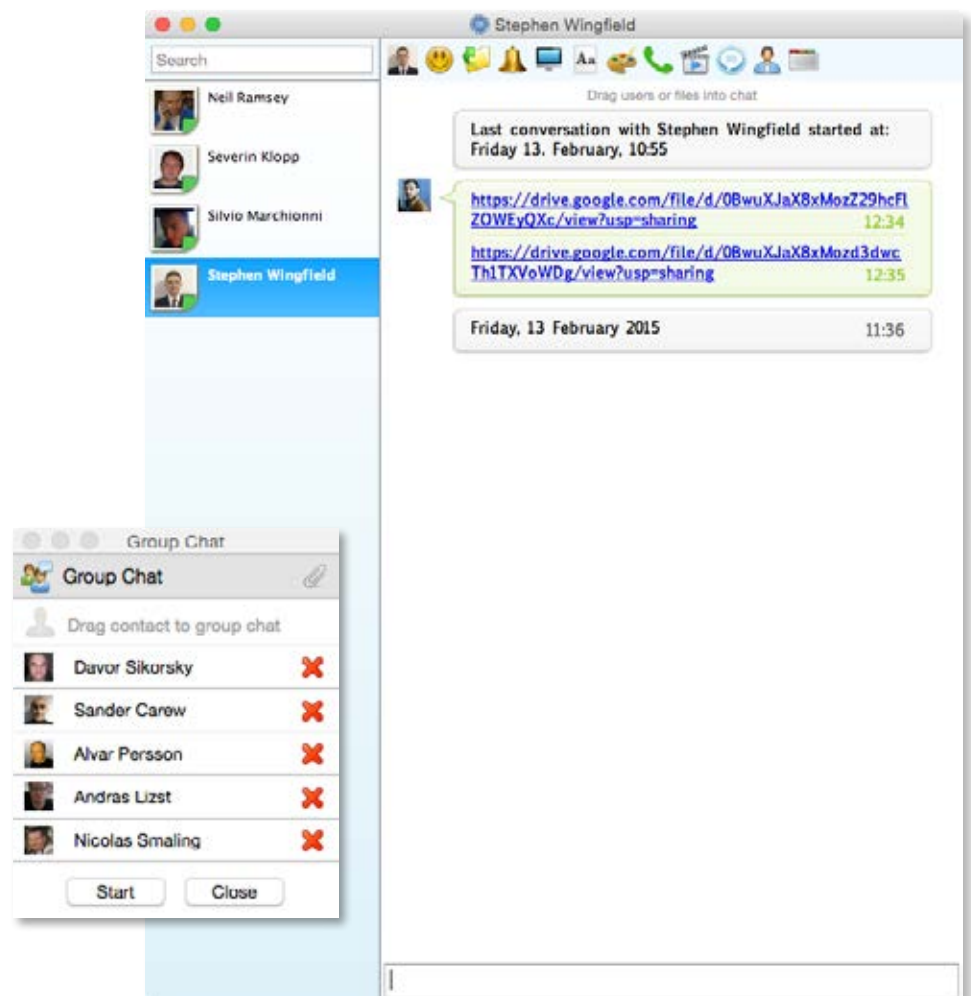 Stephen Wingfield
Search
Neil Ramsey
Severin Klopp
Silvio Marchionni
Stephen Wingfield
Aa
Drag users or files into chat
Last conversation with Stephen Wingfield started at:
Friday 13. February, 10:55
https://drive.google.com/file/d/0BwuXJaX8xMozZ29hcFl
ZOWEyQXc/view?usp=sharing 12:34
https://drive.google.com/file/d/0BwuXJaX8xMozd3dwc
Th1TXVoWDg/view?usp=sharing 12:35
Friday, 13 February 2015 11:36
Group Chat
Group Chat
Drag contact to group chat
Davor Sikorsky
Sander Carew
Alvar Persson
Andras Lizst
Nicolas Smaling
Start Close